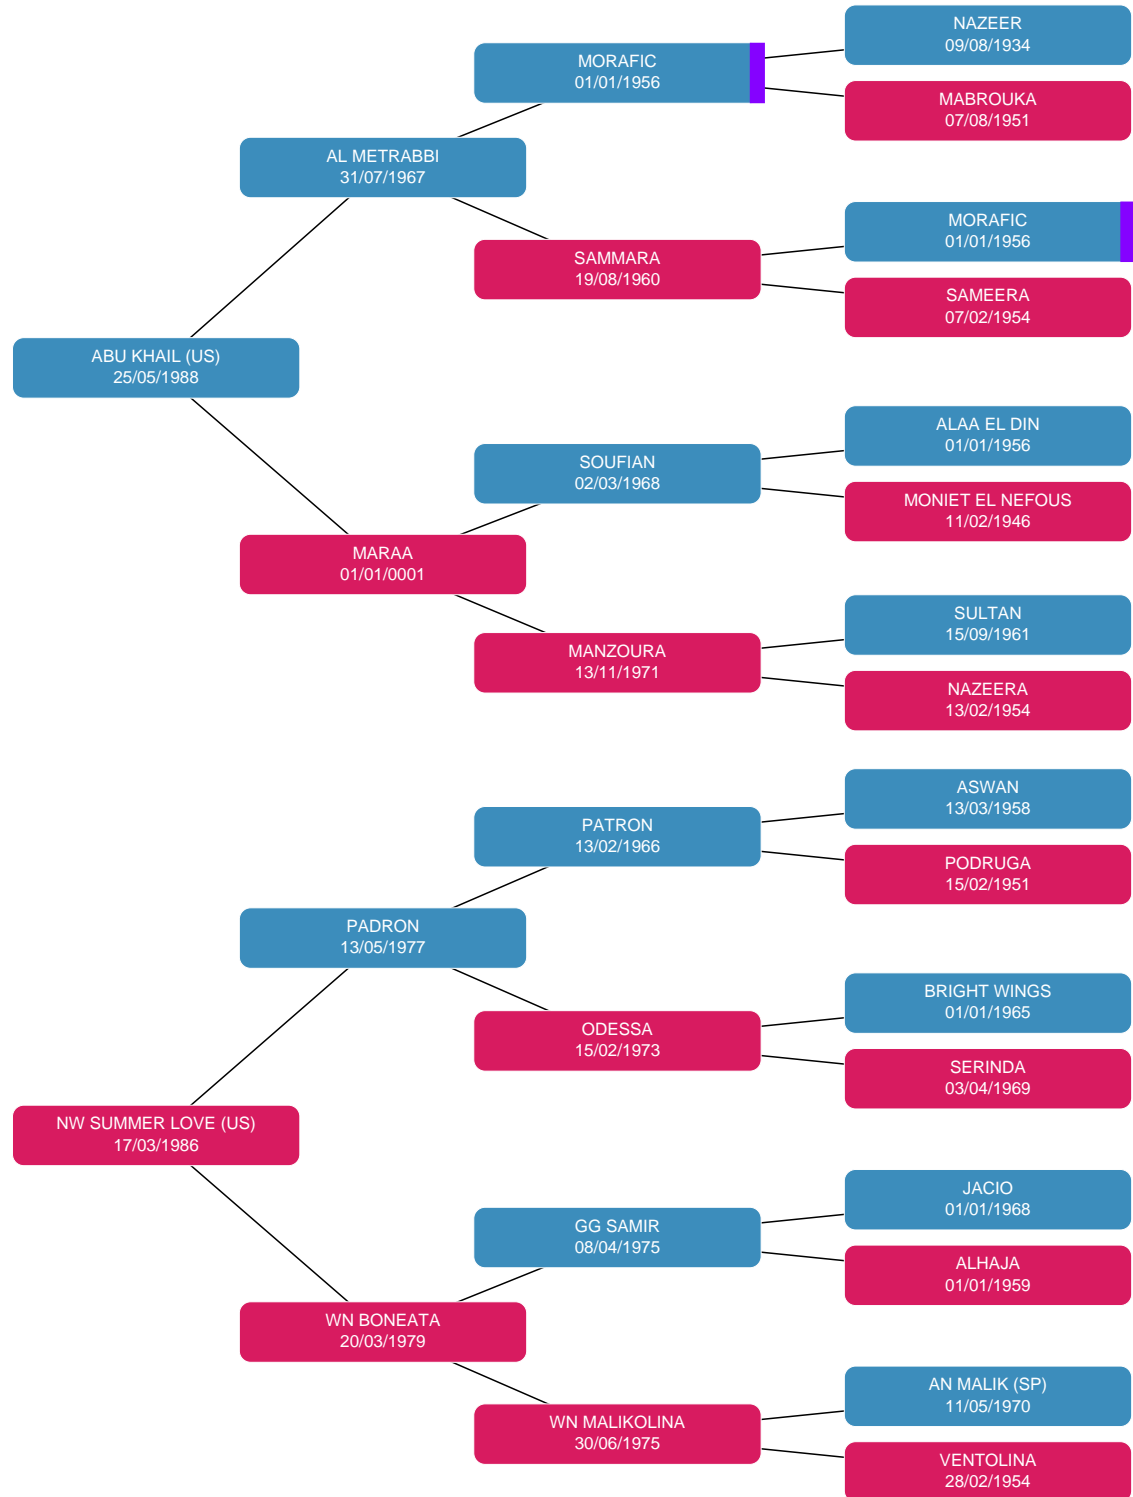 NAZEER
09/08/1934
MORAFIC
01/01/1956
MABROUKA
07/08/1951
AL METRABBI
31/07/1967
MORAFIC
01/01/1956
SAMMARA
19/08/1960
SAMEERA
07/02/1954
ABU KHAIL (US)
25/05/1988
ALAA EL DIN
01/01/1956
SOUFIAN
02/03/1968
MONIET EL NEFOUS
11/02/1946
MARAA
01/01/0001
SULTAN
15/09/1961
MANZOURA
13/11/1971
NAZEERA
13/02/1954
ASWAN
13/03/1958
PATRON
13/02/1966
PODRUGA
15/02/1951
PADRON
13/05/1977
BRIGHT WINGS
01/01/1965
ODESSA
15/02/1973
SERINDA
03/04/1969
NW SUMMER LOVE (US)
17/03/1986
JACIO
01/01/1968
GG SAMIR
08/04/1975
ALHAJA
01/01/1959
WN BONEATA
20/03/1979
AN MALIK (SP)
11/05/1970
WN MALIKOLINA
30/06/1975
VENTOLINA
28/02/1954